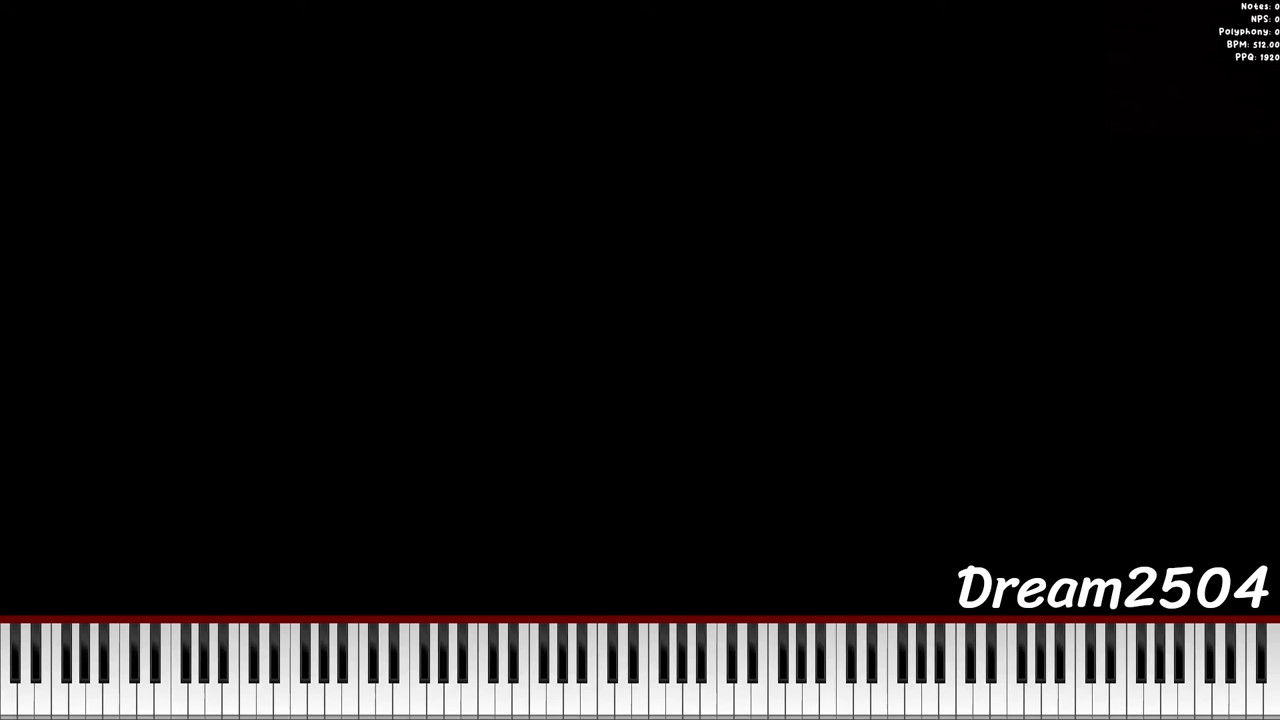 Notes: 0
NPS: 0
Polyphony: 0
BPM: 512.00
PPQ: 1920
Dream2504